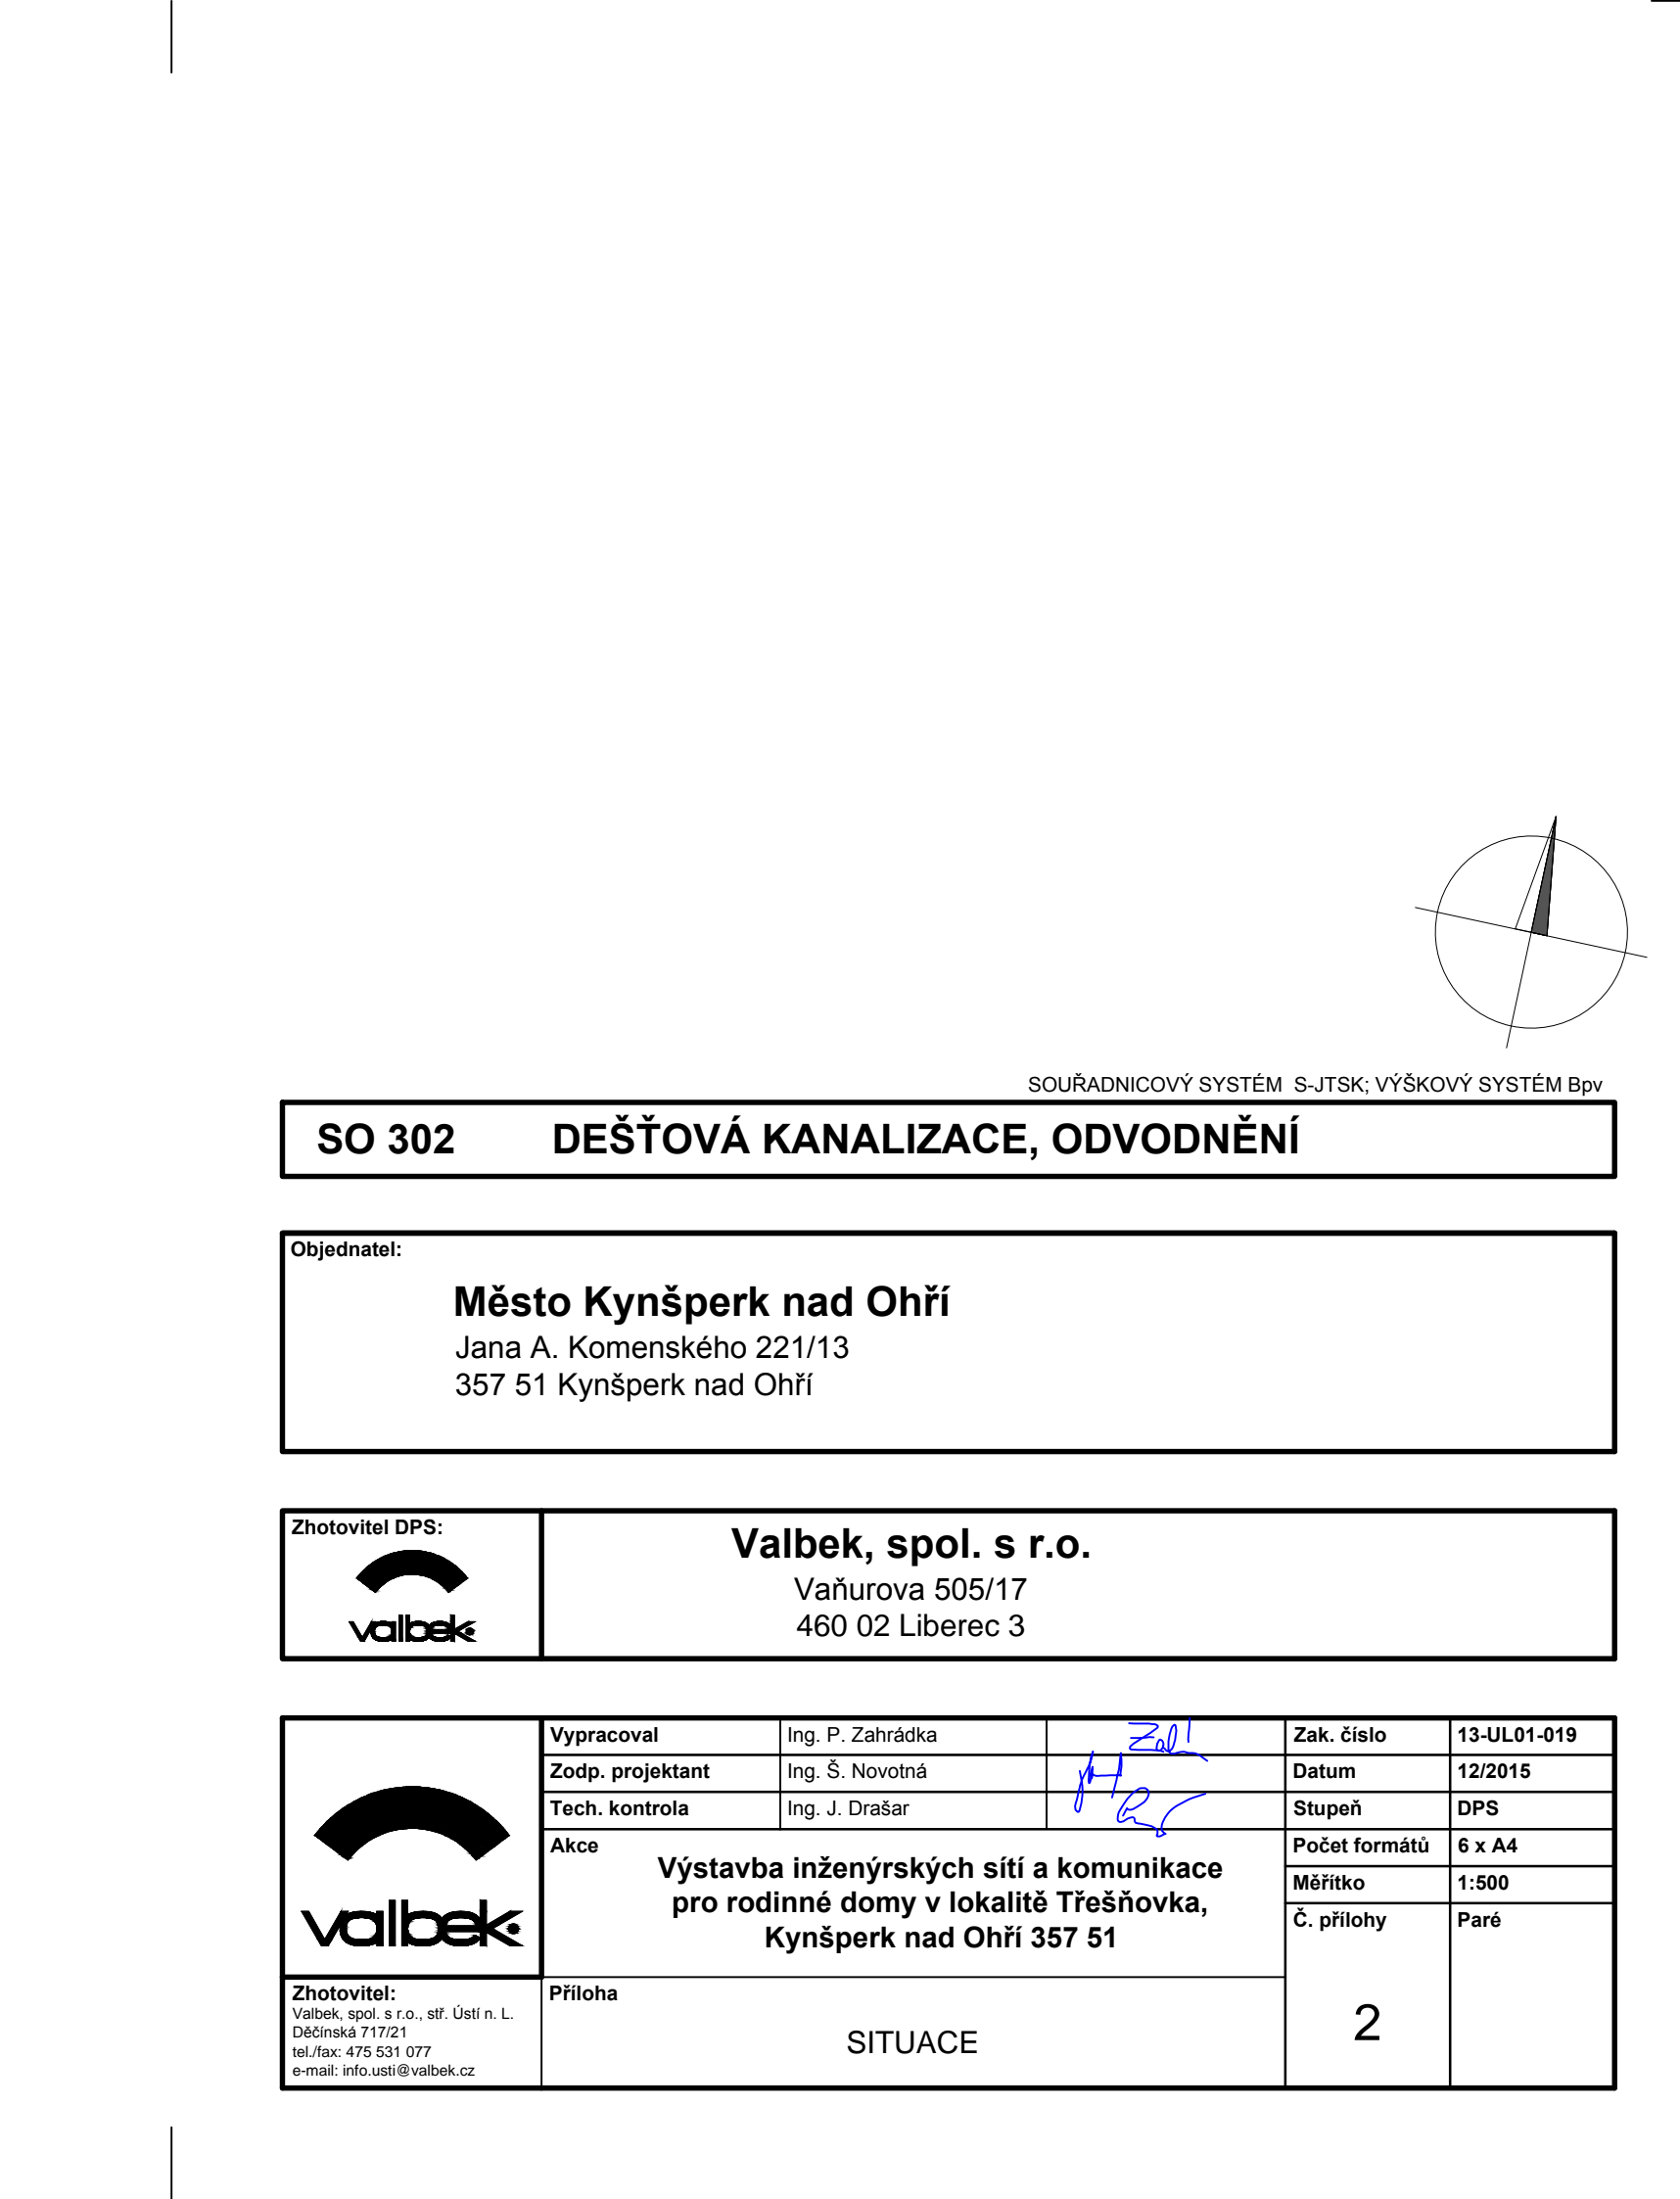 SOUŘADNICOVÝ SYSTÉM S-JTSK; VÝŠKOVÝ SYSTÉM Bpv
SO 302 DEŠŤOVÁ KANALIZACE, ODVODNĚNÍ
Objednatel:
Město Kynšperk nad Ohří
Jana A. Komenského 221/13
357 51 Kynšperk nad Ohří
Zhotovitel DPS:
valbek
Valbek, spol. s r.o.
Vaňurova 505/17
460 02 Liberec 3
valbek
Vypracoval Ing. P. Zahrádka
Zodp. projektant Ing. Š. Novotná
Tech. kontrola Ing. J. Drašar
Zak. číslo 13-UL01-019
Datum 12/2015
Stupeň DPS
Počet formátů 6 x A4
Měřítko 1:500
Č. přílohy Paré
2
Akce
Výstavba inženýrských sítí a komunikace
pro rodinné domy v lokalitě Třešňovka,
Kynšperk nad Ohří 357 51
Zhotovitel:
Valbek, spol. s r.o., stř. Ústí n. L.
Děčínská 717/21
tel./fax: 475 531 077
e-mail: info.usti@valbek.cz
Příloha
SITUACE